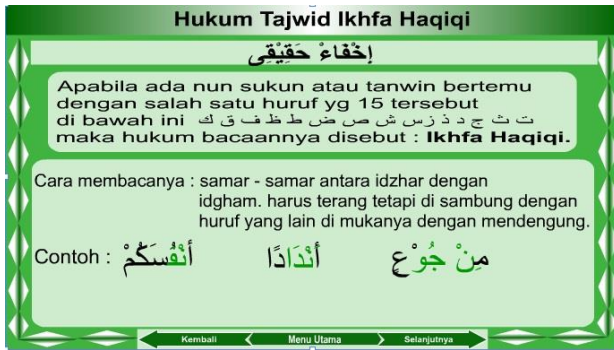 Hukum Tajwid Ikhfa Haqiqi
إِخْفَاءْ حَقِيْقِى
Apabila ada nun sukun atau tanwin bertemu
dengan salah satu huruf yg 15 tersebut
di bawah ini ت ث ج د ذ ز س ش ص ض ط ظ ف ق ك
maka hukum bacaannya disebut : Ikhfa Haqiqi.
Cara membacanya : samar - samar antara idzhar dengan
idgham. harus terang tetapi di sambung dengan
huruf yang lain di mukanya dengan mendengung.
Contoh : أنْفُسَكُمْ أنْدَادًا مِنْ جُوْعٍ
Kembali Menu Utama Selanjutnya